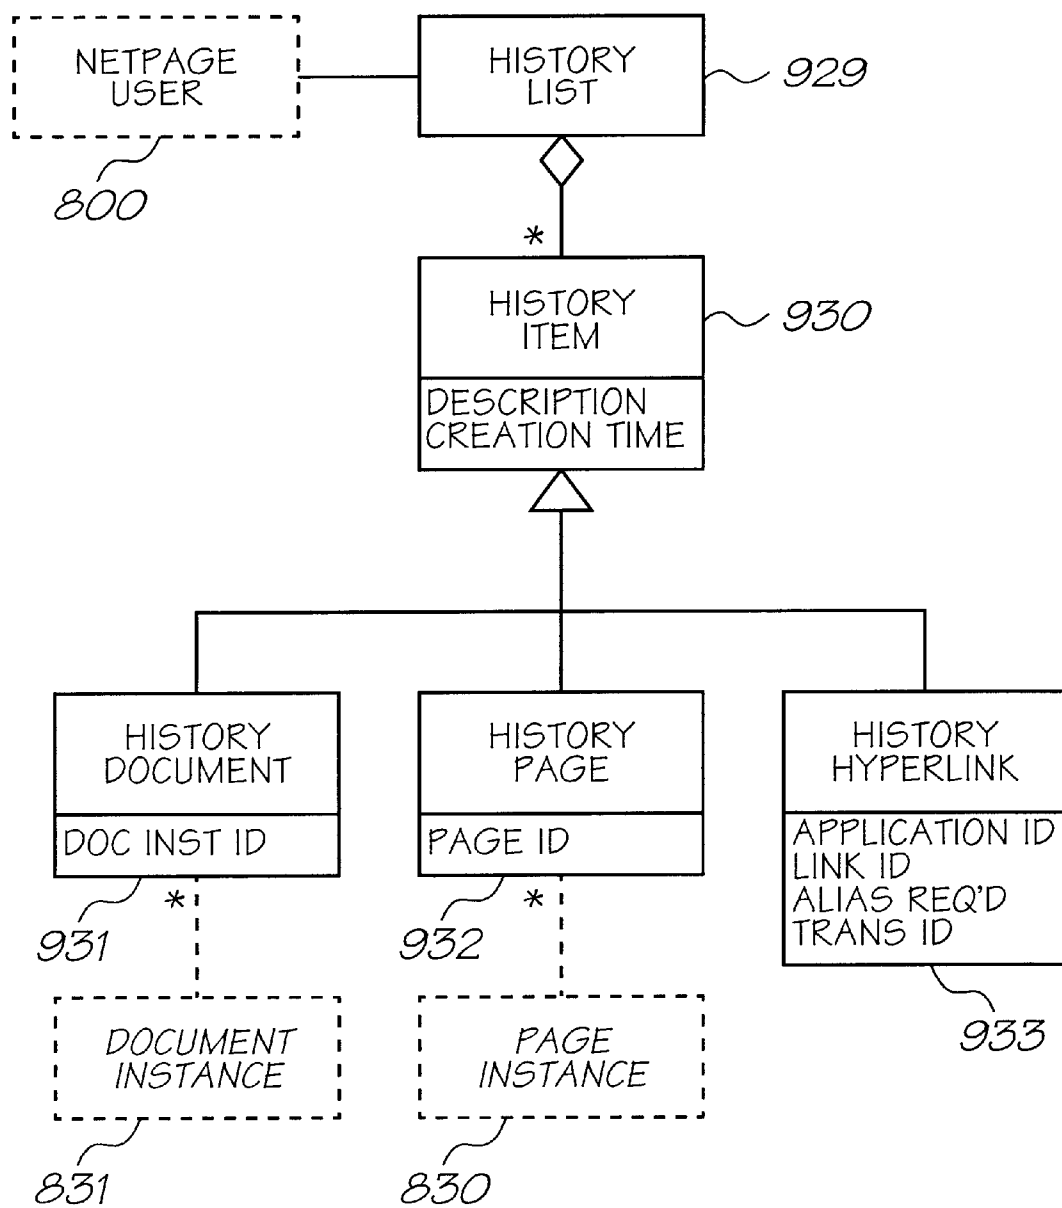 NETPAGE
USER
800
HISTORY
LIST
929
*
HISTORY
ITEM
930
DESCRIPTION
CREATION TIME
HISTORY
DOCUMENT
DOC INST ID
931
*
HISTORY
PAGE
PAGE ID
932
*
HISTORY
HYPERLINK
APPLICATION ID
LINK ID
ALIAS REQ'D
TRANS ID
933
DOCUMENT
INSTANCE
831
PAGE
INSTANCE
830